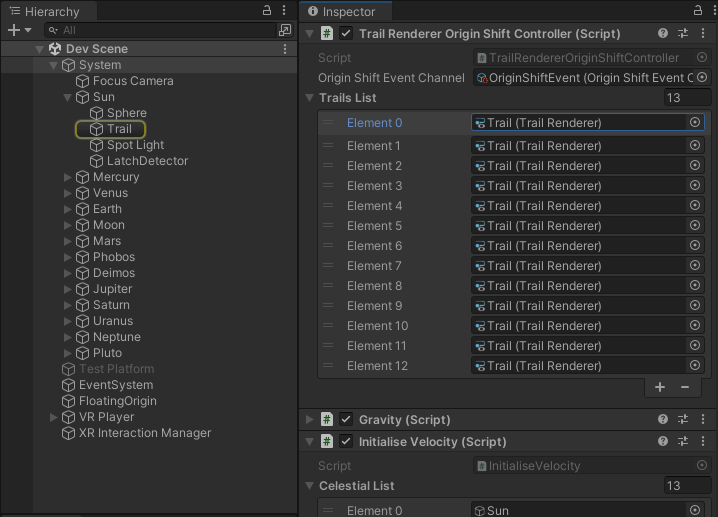 Hierarchy
All
Dev Scene
System
Focus Camera
Sun
Sphere
Trail
Spot Light
LatchDetector
Mercury
Venus
Earth
Moon
Mars
Phobos
Deimos
Jupiter
Saturn
Uranus
Neptune
Pluto
Test Platform
EventSystem
FloatingOrigin
VR Player
XR Interaction Manager
Inspector
# Trail Renderer Origin Shift Controller (Script)
Script TrailRendererOriginShiftController
Origin Shift Event Channel OriginShiftEvent (Origin Shift Event C
Trails List 13
Element 0 Trail (Trail Renderer)
Element 1 Trail (Trail Renderer)
Element 2 Trail (Trail Renderer)
Element 3 Trail (Trail Renderer)
Element 4 Trail (Trail Renderer)
Element 5 Trail (Trail Renderer)
Element 6 Trail (Trail Renderer)
Element 7 Trail (Trail Renderer)
Element 8 Trail (Trail Renderer)
Element 9 Trail (Trail Renderer)
Element 10 Trail (Trail Renderer)
Element 11 Trail (Trail Renderer)
Element 12 Trail (Trail Renderer)
+ −
# Gravity (Script)
# Initialise Velocity (Script)
Script InitialiseVelocity
Celestial List 13
Element 0 Sun